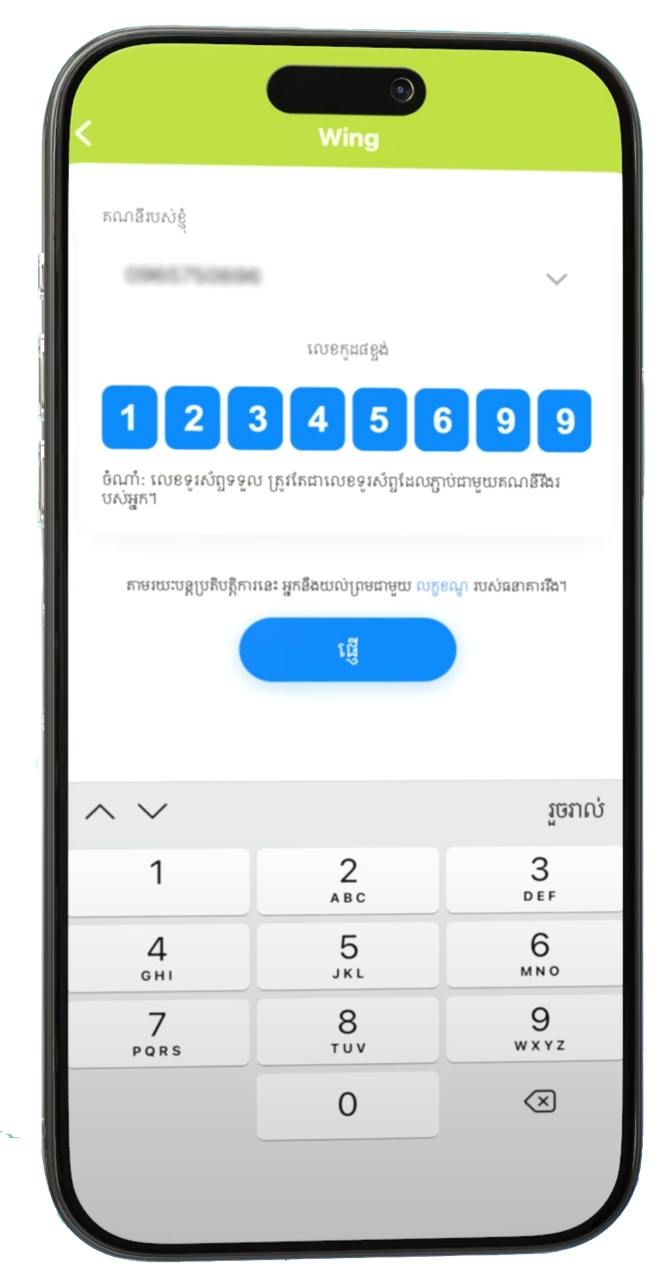 Wing
គណនីរបស់ខ្ញុំ
លេខកូដ៨ខ្ទង់
1 2 3 4 5 6 9 9
ចំណាំ: លេខទូរស័ព្ទទទួល ត្រូវតែជាលេខទូរស័ព្ទដែលភ្ជាប់ជាមួយគណនីវីងរ
បស់អ្នក។
តាមរយៈបន្តប្រតិបត្តិការនេះ អ្នកនឹងយល់ព្រមជាមួយ លក្ខខណ្ឌ របស់ធនាគារវីង។
ផ្ញើ
រួចរាល់
1 2 3
ABC DEF
4 5 6
GHI JKL MNO
7 8 9
PQRS TUV WXYZ
0